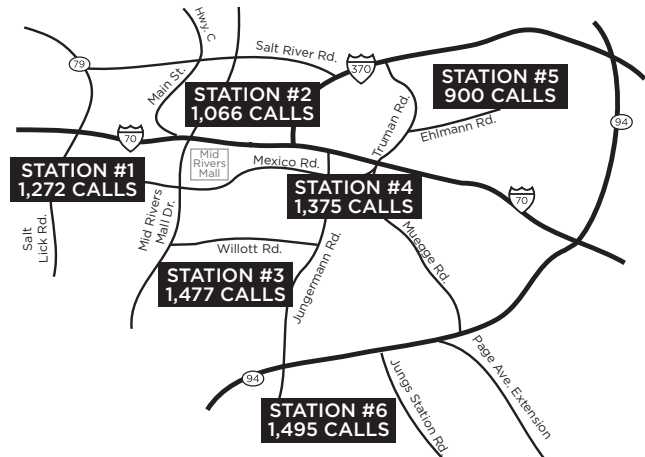 Hwy. C
Salt River Rd.
79
370
Main St.
STATION #2
1,066 CALLS
STATION #5
900 CALLS
Truman Rd.
Ehlmann Rd.
94
70
Mid
Rivers
Mall
Mexico Rd.
STATION #1
1,272 CALLS
STATION #4
1,375 CALLS
70
Salt
Lick Rd.
Mid Rivers
Mall Dr.
Willott Rd.
Jungermann Rd.
Muegge Rd.
STATION #3
1,477 CALLS
94
Page Ave. Extension
Jungs Station Rd
STATION #6
1,495 CALLS